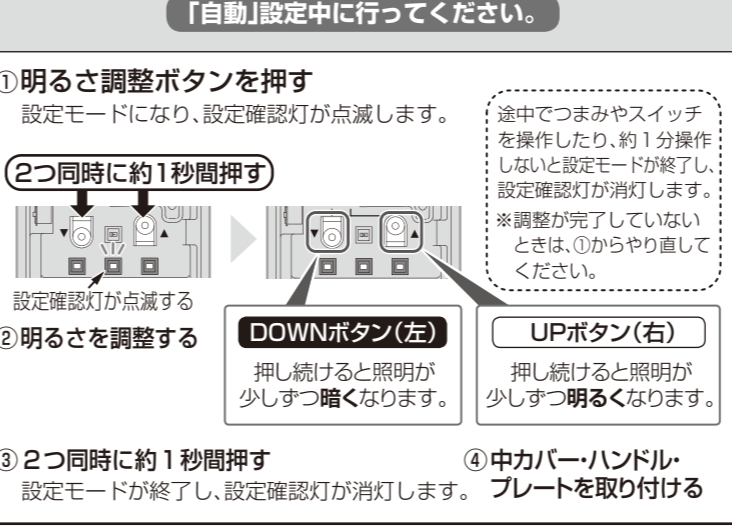 「自動」設定中に行ってください。
①明るさ調整ボタンを押す
設定モードになり、設定確認灯が点滅します。
2つ同時に約1秒間押す
設定確認灯が点滅する
途中でつまみやスイッチ
を操作したり、約1分操作
しないと設定モードが終了し、
設定確認灯が消灯します。
※調整が完了していない
ときは、①からやり直して
ください。
②明るさを調整する
DOWNボタン(左)
押し続けると照明が
少しずつ暗くなります。
UPボタン(右)
押し続けると照明が
少しずつ明るくなります。
③2つ同時に約1秒間押す
設定モードが終了し、設定確認灯が消灯します。
④中カバー・ハンドル・
プレートを取り付ける